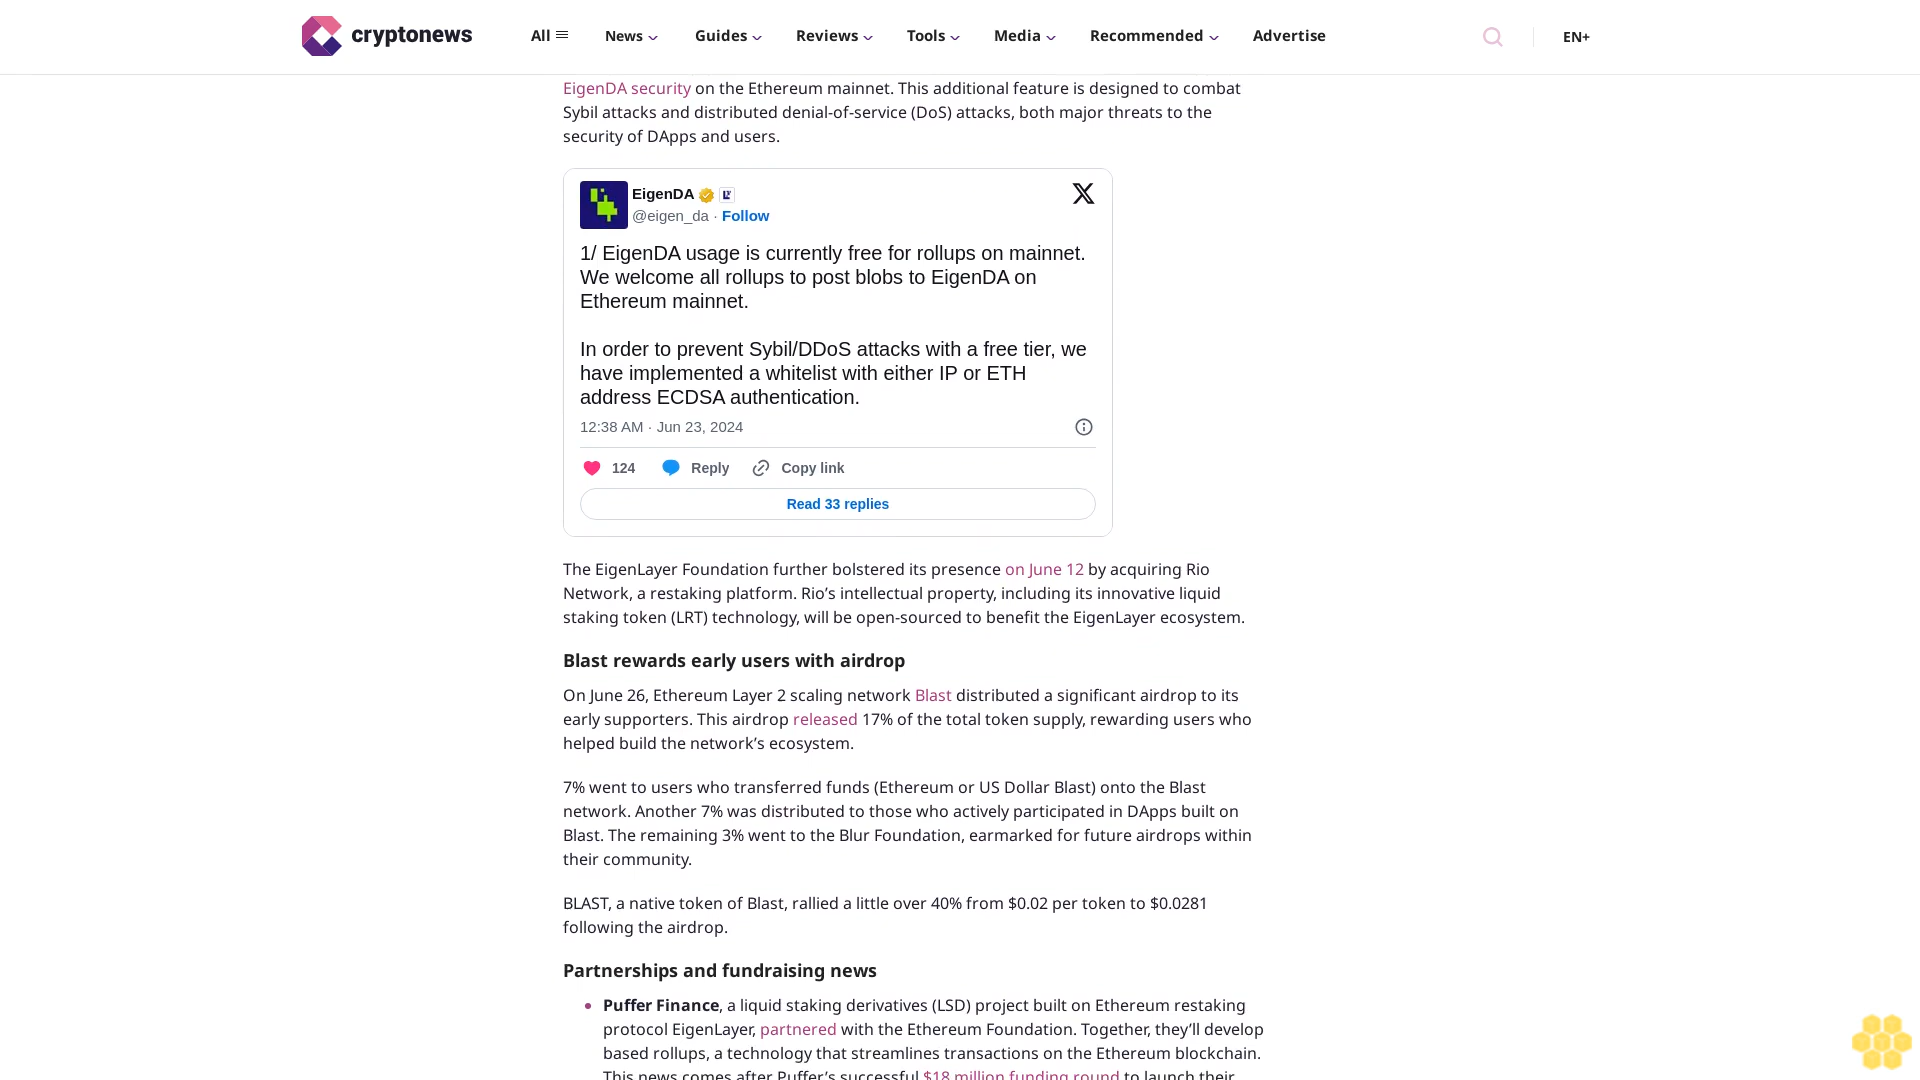 cryptonews
All
News
Guides
Reviews
Tools
Media
Recommended
Advertise
EN+
EigenDA security on the Ethereum mainnet. This additional feature is designed to combat
Sybil attacks and distributed denial-of-service (DoS) attacks, both major threats to the
security of DApps and users.
EigenDA
@eigen_da · Follow
1/ EigenDA usage is currently free for rollups on mainnet.
We welcome all rollups to post blobs to EigenDA on
Ethereum mainnet.
In order to prevent Sybil/DDoS attacks with a free tier, we
have implemented a whitelist with either IP or ETH
address ECDSA authentication.
12:38 AM · Jun 23, 2024
124
Reply
Copy link
Read 33 replies
The EigenLayer Foundation further bolstered its presence on June 12 by acquiring Rio
Network, a restaking platform. Rio’s intellectual property, including its innovative liquid
staking token (LRT) technology, will be open-sourced to benefit the EigenLayer ecosystem.
Blast rewards early users with airdrop
On June 26, Ethereum Layer 2 scaling network Blast distributed a significant airdrop to its
early supporters. This airdrop released 17% of the total token supply, rewarding users who
helped build the network’s ecosystem.
7% went to users who transferred funds (Ethereum or US Dollar Blast) onto the Blast
network. Another 7% was distributed to those who actively participated in DApps built on
Blast. The remaining 3% went to the Blur Foundation, earmarked for future airdrops within
their community.
BLAST, a native token of Blast, rallied a little over 40% from $0.02 per token to $0.0281
following the airdrop.
Partnerships and fundraising news
Puffer Finance, a liquid staking derivatives (LSD) project built on Ethereum restaking
protocol EigenLayer, partnered with the Ethereum Foundation. Together, they’ll develop
based rollups, a technology that streamlines transactions on the Ethereum blockchain.
This news comes after Puffer’s successful $18 million funding round to launch their